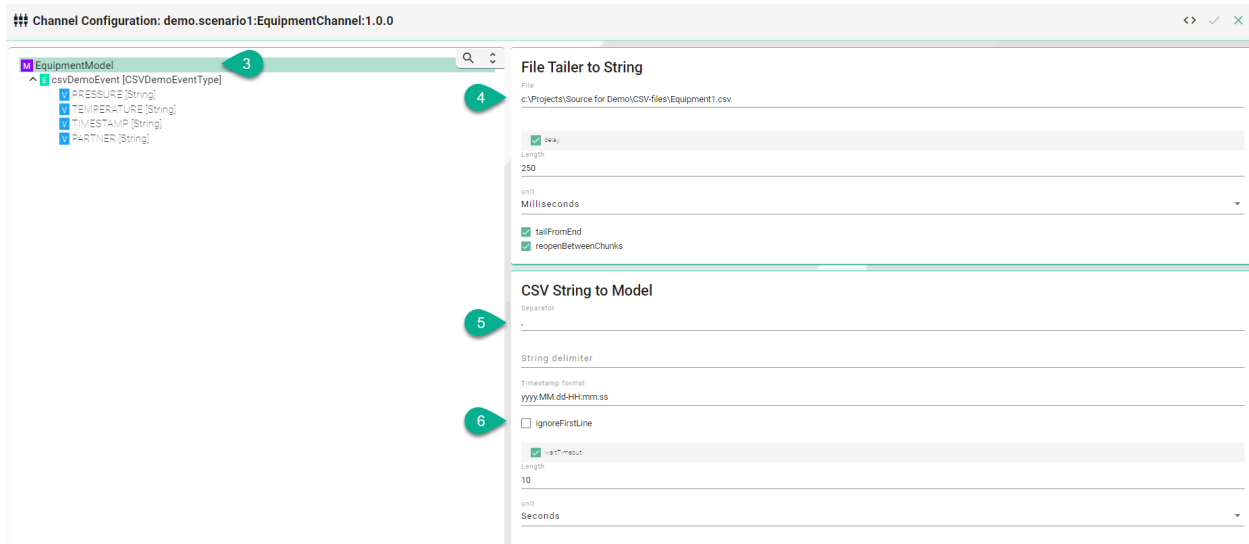 Channel Configuration: demo.scenario1:EquipmentChannel:1.0.0
M EquipmentModel
3
E csvDemoEvent [CSVDemoEventType]
V PRESSURE [String]
V TEMPERATURE [String]
V TIMESTAMP [String]
V PARTNER [String]
File Tailer to String
File
4
c:\Projects\Source for Demo\CSV-files\Equipment1.csv
delay
Length
250
unit
Milliseconds
tailFromEnd
reopenBetweenChunks
CSV String to Model
Separator
5
,
String delimiter
Timestamp format
yyyy.MM.dd-HH:mm:ss
6
ignoreFirstLine
waitTimeout
Length
10
unit
Seconds